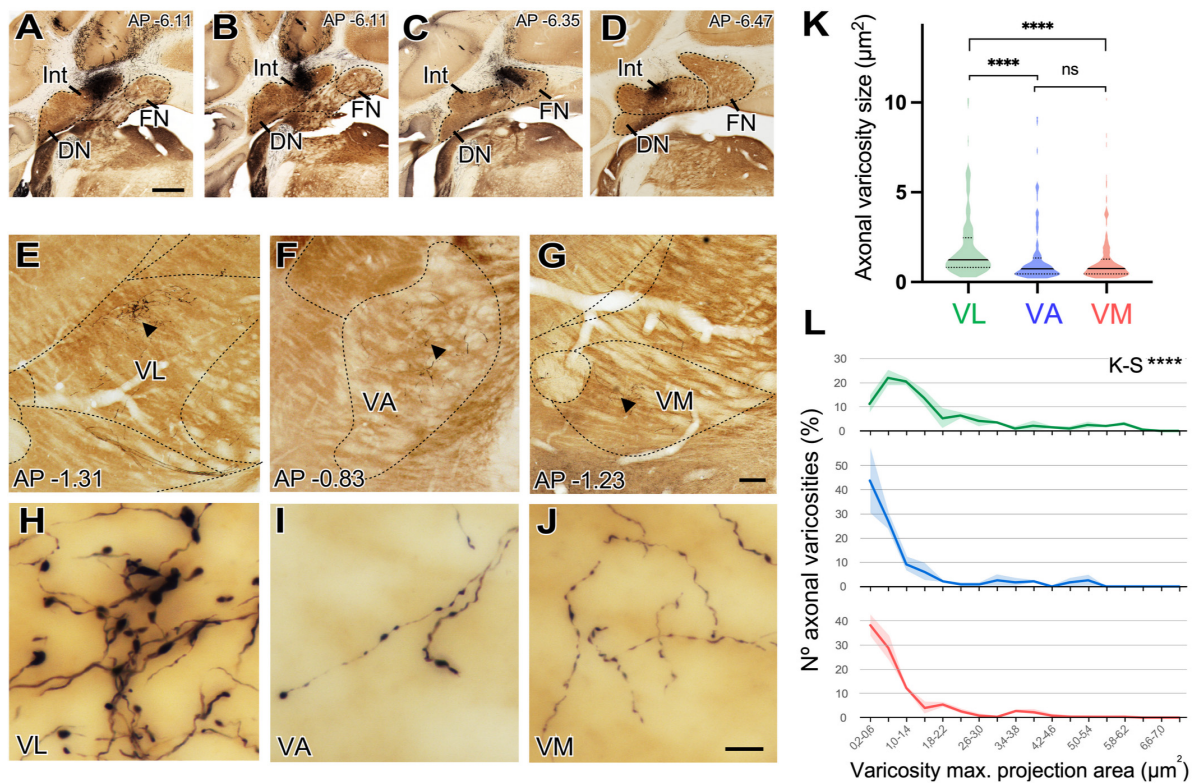 A
AP -6.11
Int
FN
DN
B
AP -6.11
Int
FN
DN
C
AP -6.35
Int
FN
DN
D
AP -6.47
Int
FN
DN
E
VL
AP -1.31
F
VA
AP -0.83
G
VM
AP -1.23
H
VL
I
VA
J
VM
K
Axonal varicosity size (µm²)
10
5
0
****
****
ns
VL VA VM
L
K-S ****
Nº axonal varicosities (%)
30
20
10
0
50
40
30
20
10
0
40
30
20
10
0
02-06
10-14
18-22
26-30
34-38
42-46
50-54
58-62
66-70
Varicosity max. projection area (µm²)